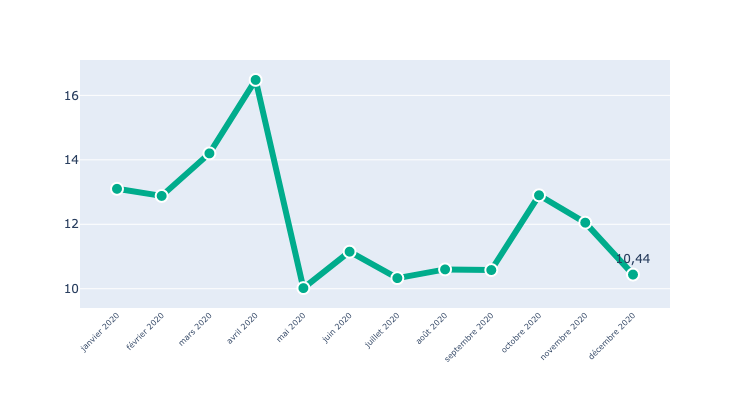 16
14
12
10
10,44
janvier 2020
février 2020
mars 2020
avril 2020
mai 2020
juin 2020
juillet 2020
août 2020
septembre 2020
octobre 2020
novembre 2020
décembre 2020